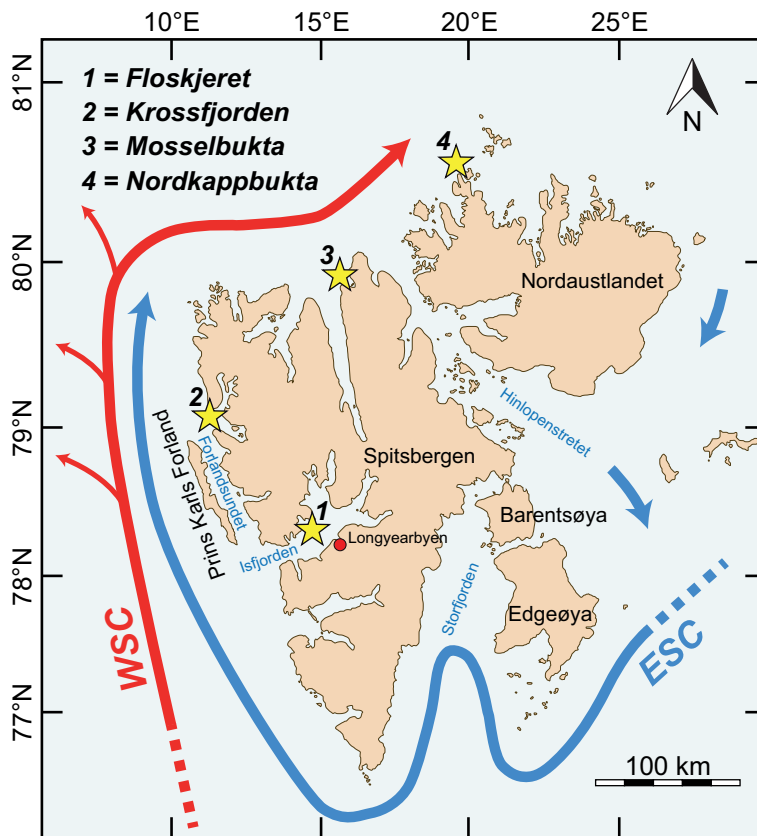 10°E 15°E 20°E 25°E
81°N
80°N
79°N
78°N
77°N
1 = Floskjeret
2 = Krossfjorden
3 = Mosselbukta
4 = Nordkappbukta
N
4
3
Nordaustlandet
2
Hinlopenstretet
Prins Karls Forland
Forlandsundet
Spitsbergen
1
Barentsøya
Longyearbyen
Isfjorden
Storfjorden
Edgeøya
WSC
ESC
100 km